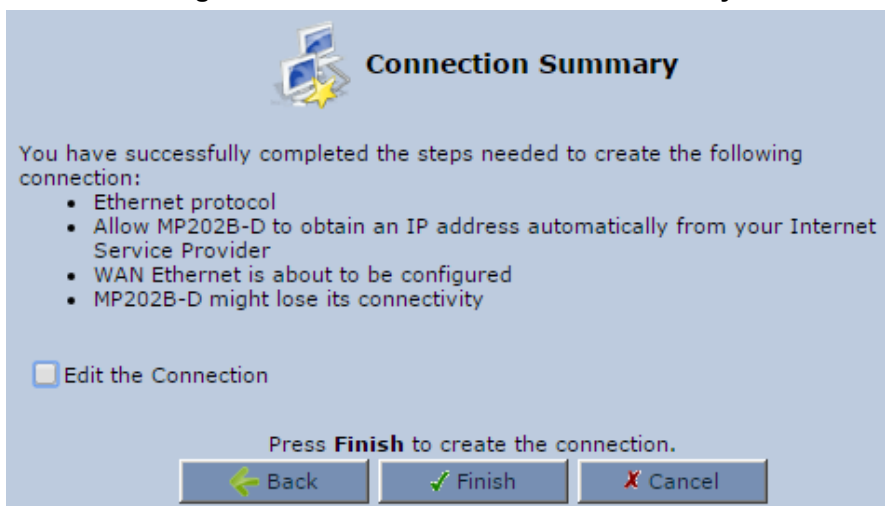 Connection Summary
You have successfully completed the steps needed to create the following
connection:
• Ethernet protocol
• Allow MP202B-D to obtain an IP address automatically from your Internet
Service Provider
• WAN Ethernet is about to be configured
• MP202B-D might lose its connectivity
Edit the Connection
Press Finish to create the connection.
Back Finish Cancel